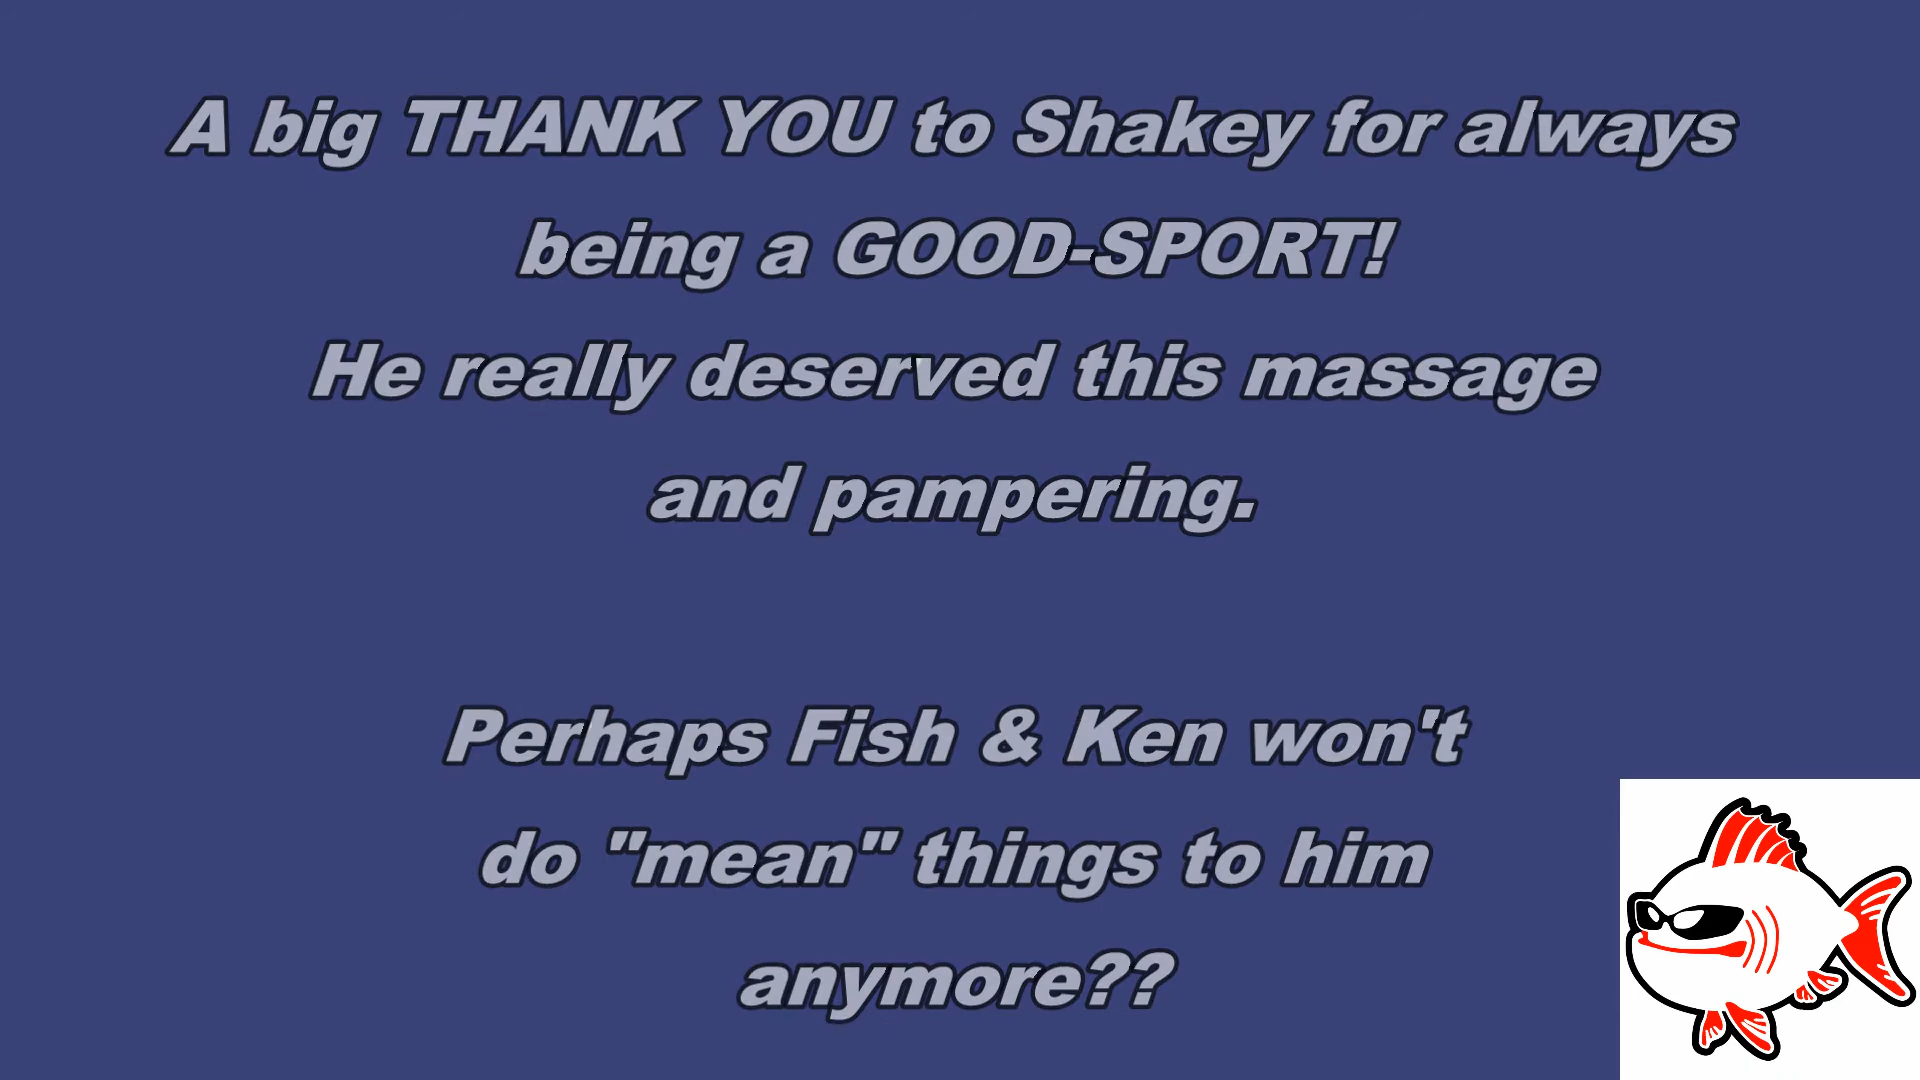 A big THANK YOU to Shakey for always
being a GOOD-SPORT!
He really deserved this massage
and pampering.
Perhaps Fish & Ken won't
do "mean" things to him
anymore??